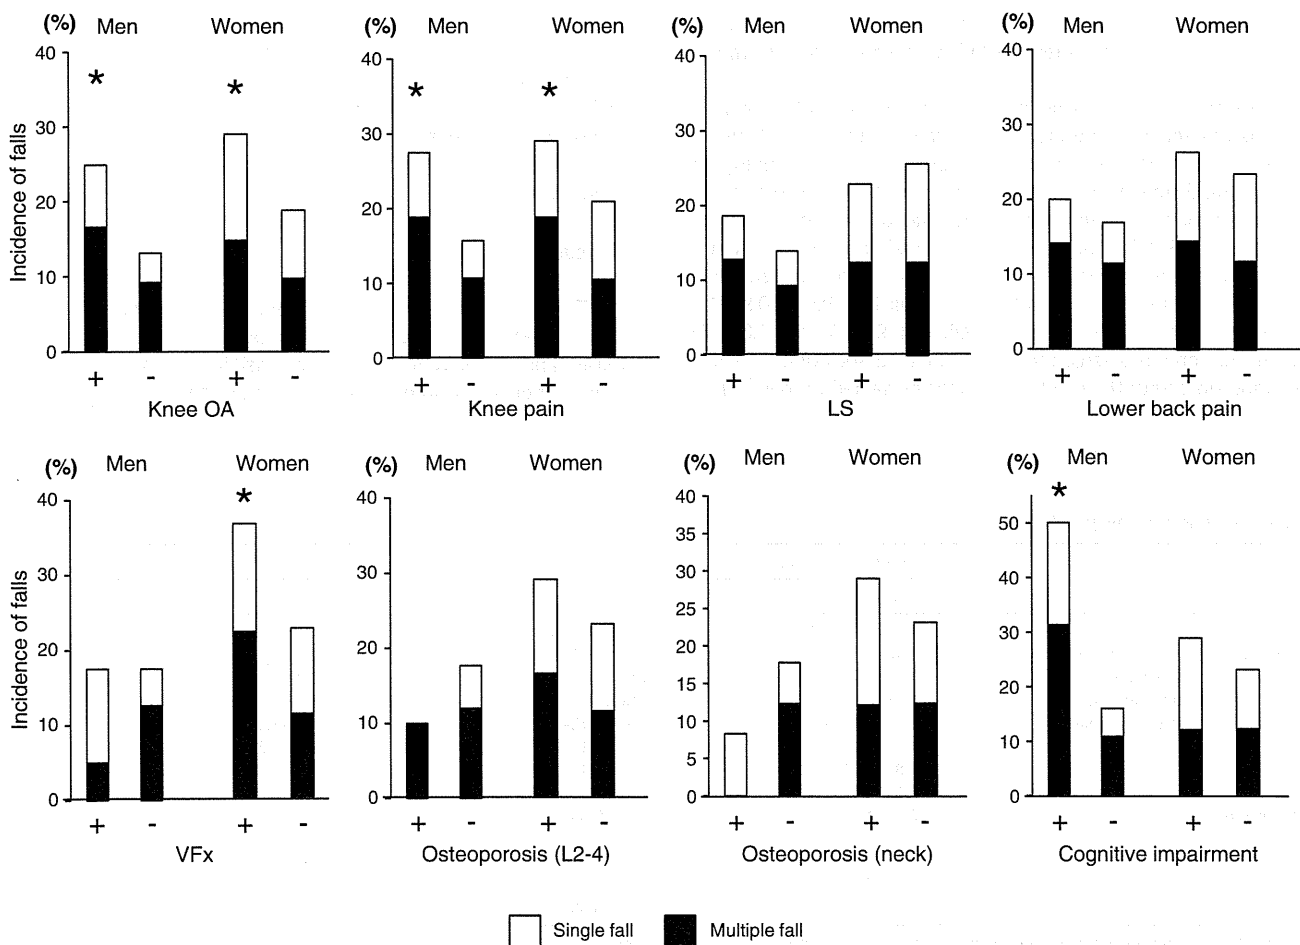 (%) Men Women
40
30
20
10
0
Incidence of falls
* *
+ - + -
Knee OA
(%) Men Women
40
30
20
10
0
* *
+ - + -
Knee pain
(%) Men Women
40
30
20
10
0
+ - + -
LS
(%) Men Women
40
30
20
10
0
+ - + -
Lower back pain
(%) Men Women
40
30
20
10
0
Incidence of falls
*
+ - + -
VFx
(%) Men Women
40
30
20
10
0
+ - + -
Osteoporosis (L2-4)
(%) Men Women
40
35
30
25
20
15
10
5
0
+ - + -
Osteoporosis (neck)
(%) Men Women
50
40
30
20
10
0
*
+ - + -
Cognitive impairment
Single fall Multiple fall